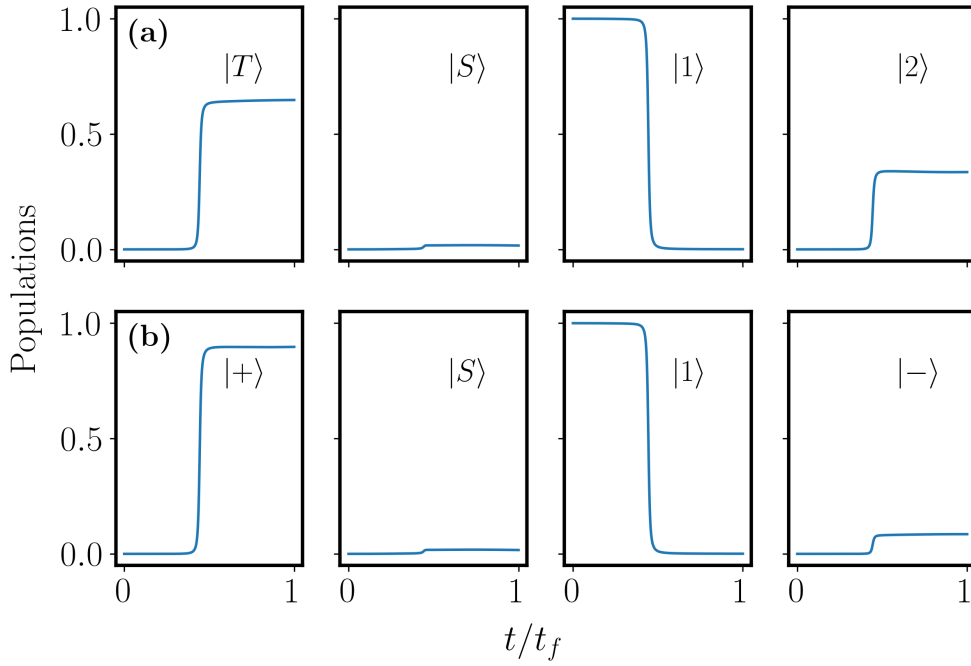 Populations
(a)
|T⟩
|S⟩
|1⟩
|2⟩
1.0
0.5
0.0
(b)
|+⟩
|S⟩
|1⟩
|−⟩
1.0
0.5
0.0
0 1 0 1 0 1 0 1
t/t_f